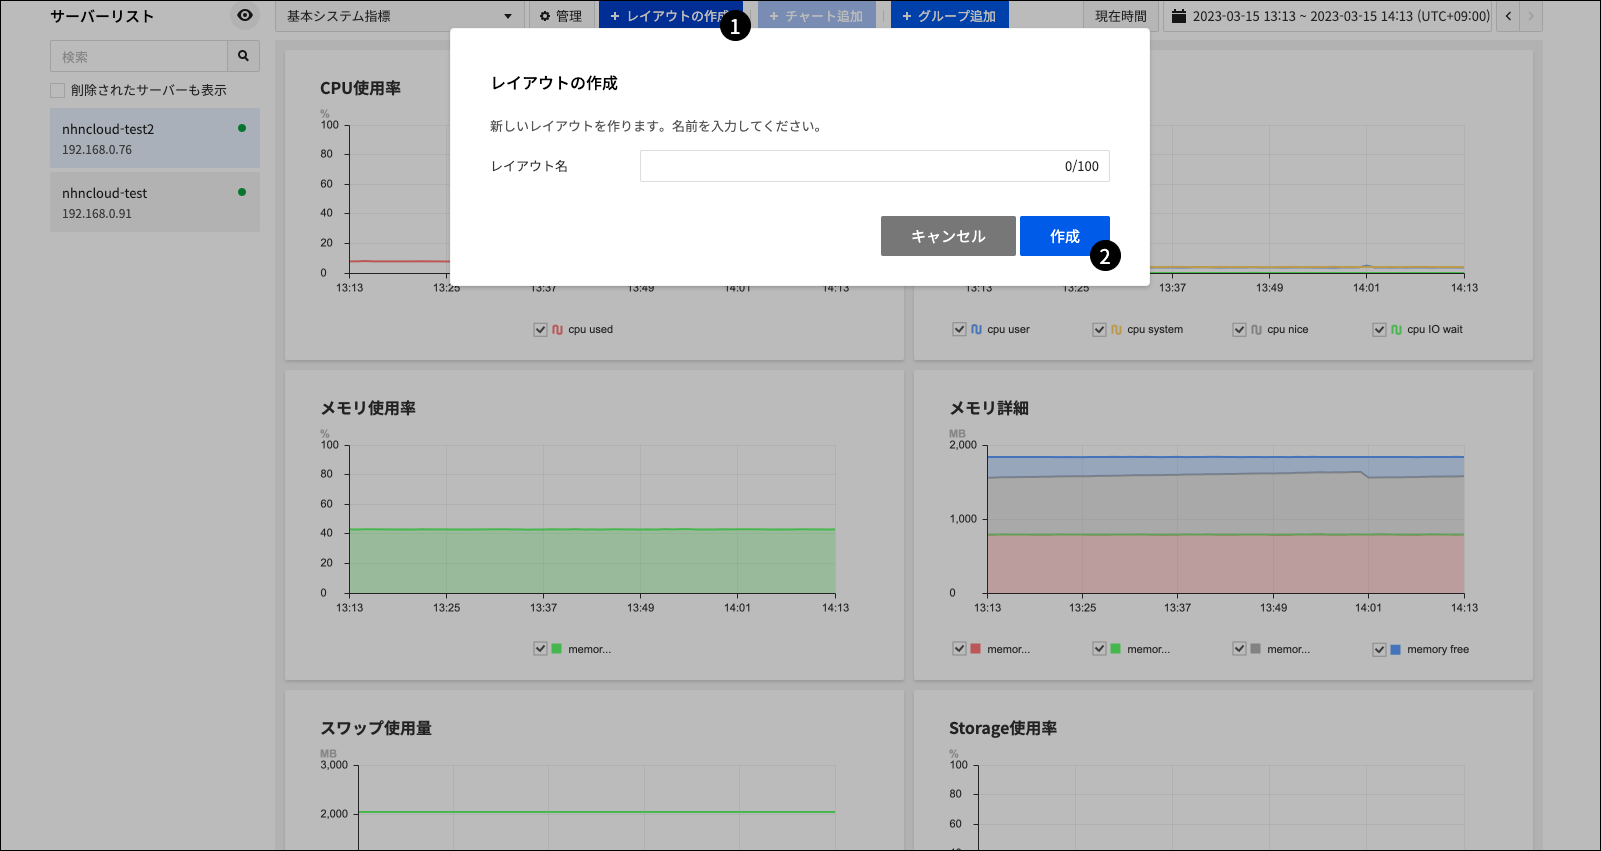 サーバーリスト
基本システム指標
管理
+ レイアウトの作成
+ チャート追加
+ グループ追加
現在時間
2023-03-15 13:13 ~ 2023-03-15 14:13 (UTC+09:00)
1
検索
削除されたサーバーも表示
nhncloud-test2
192.168.0.76
nhncloud-test
192.168.0.91
レイアウトの作成
新しいレイアウトを作ります。名前を入力してください。
レイアウト名
0/100
キャンセル
作成
2
CPU使用率
%
100
80
60
40
20
0
13:13 13:25 13:37 13:49 14:01 14:13
cpu used
13:13 13:25 13:37 13:49 14:01 14:13
cpu user cpu system cpu nice cpu IO wait
メモリ使用率
%
100
80
60
40
20
0
13:13 13:25 13:37 13:49 14:01 14:13
memor...
メモリ詳細
MB
2,000
1,000
0
13:13 13:25 13:37 13:49 14:01 14:13
memor... memor... memor... memory free
スワップ使用量
MB
3,000
2,000
Storage使用率
%
100
80
60
40